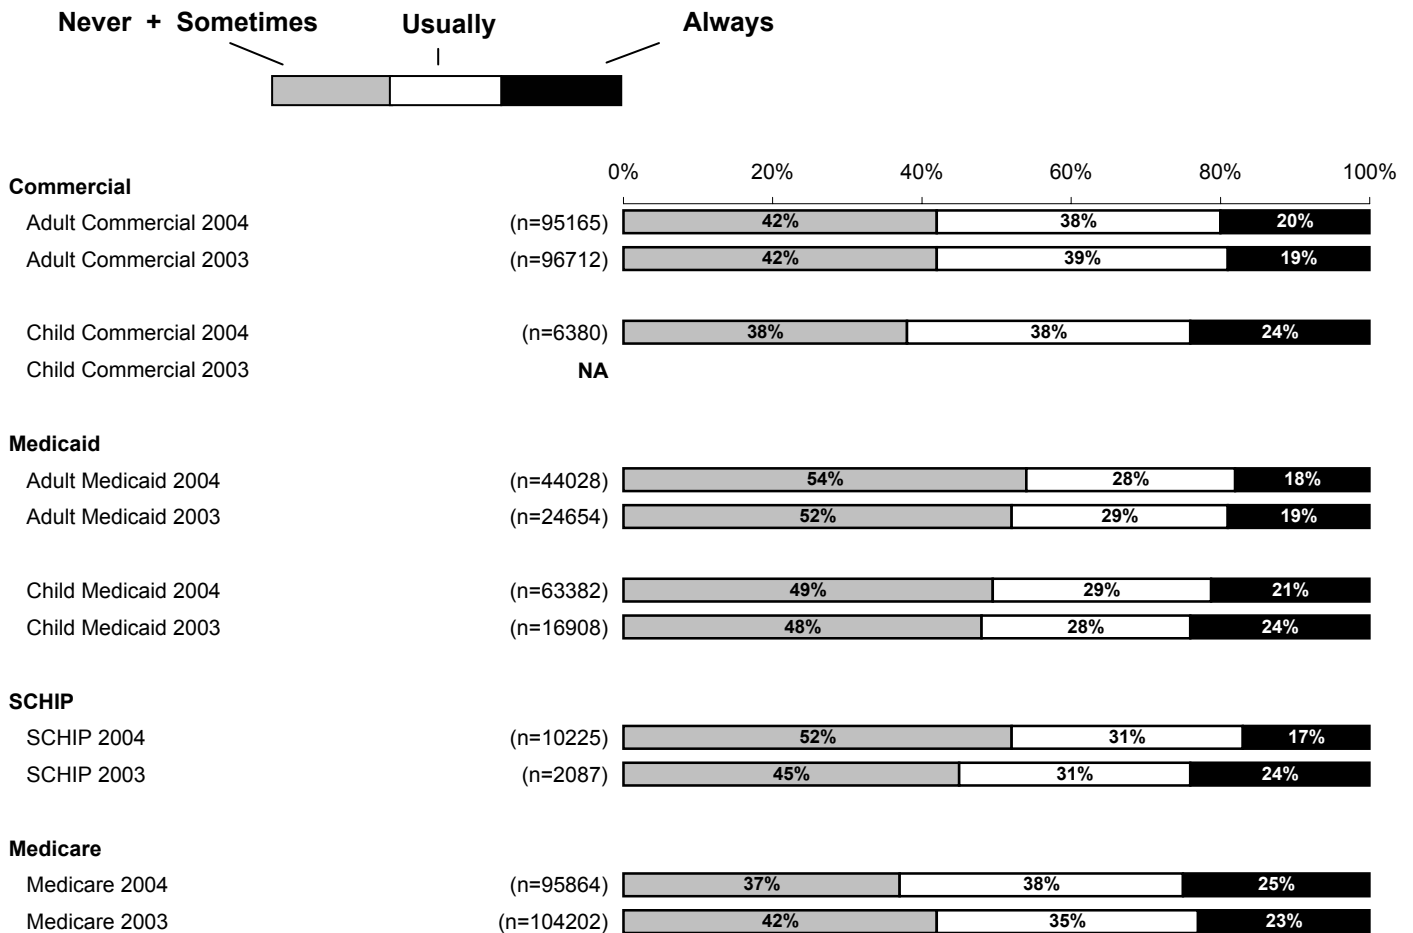 Never + Sometimes Usually Always
0% 20% 40% 60% 80% 100%
Commercial
Adult Commercial 2004 (n=95165) 42% 38% 20%
Adult Commercial 2003 (n=96712) 42% 39% 19%
Child Commercial 2004 (n=6380) 38% 38% 24%
Child Commercial 2003 NA
Medicaid
Adult Medicaid 2004 (n=44028) 54% 28% 18%
Adult Medicaid 2003 (n=24654) 52% 29% 19%
Child Medicaid 2004 (n=63382) 49% 29% 21%
Child Medicaid 2003 (n=16908) 48% 28% 24%
SCHIP
SCHIP 2004 (n=10225) 52% 31% 17%
SCHIP 2003 (n=2087) 45% 31% 24%
Medicare
Medicare 2004 (n=95864) 37% 38% 25%
Medicare 2003 (n=104202) 42% 35% 23%